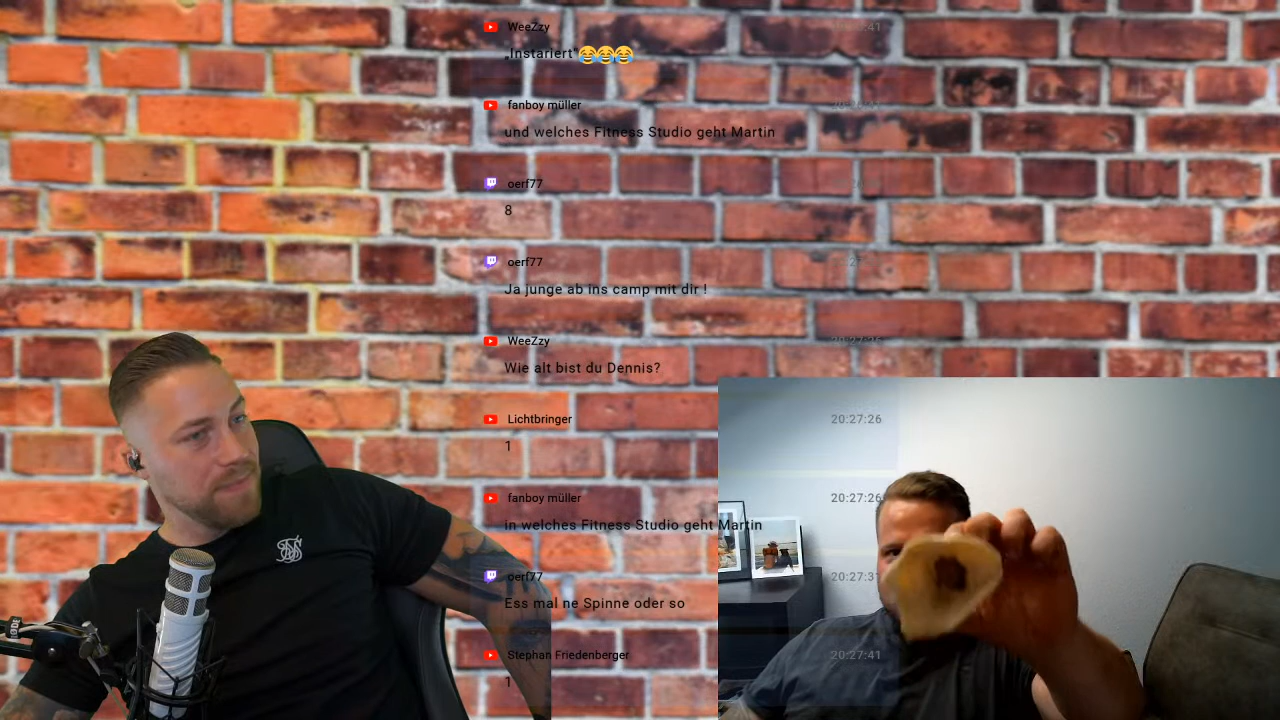 WeeZzy
„Instariert"😂😂😂
fanboy müller
und welches Fitness Studio geht Martin
oerf77
8
oerf77
Ja junge ab ins camp mit dir !
WeeZzy 20:27:26
Wie alt bist du Dennis?
Lichtbringer 20:27:26
1
fanboy müller 20:27:26
in welches Fitness Studio geht Martin
oerf77 20:27:31
Ess mal ne Spinne oder so
Stephan Friedenberger 20:27:41
1